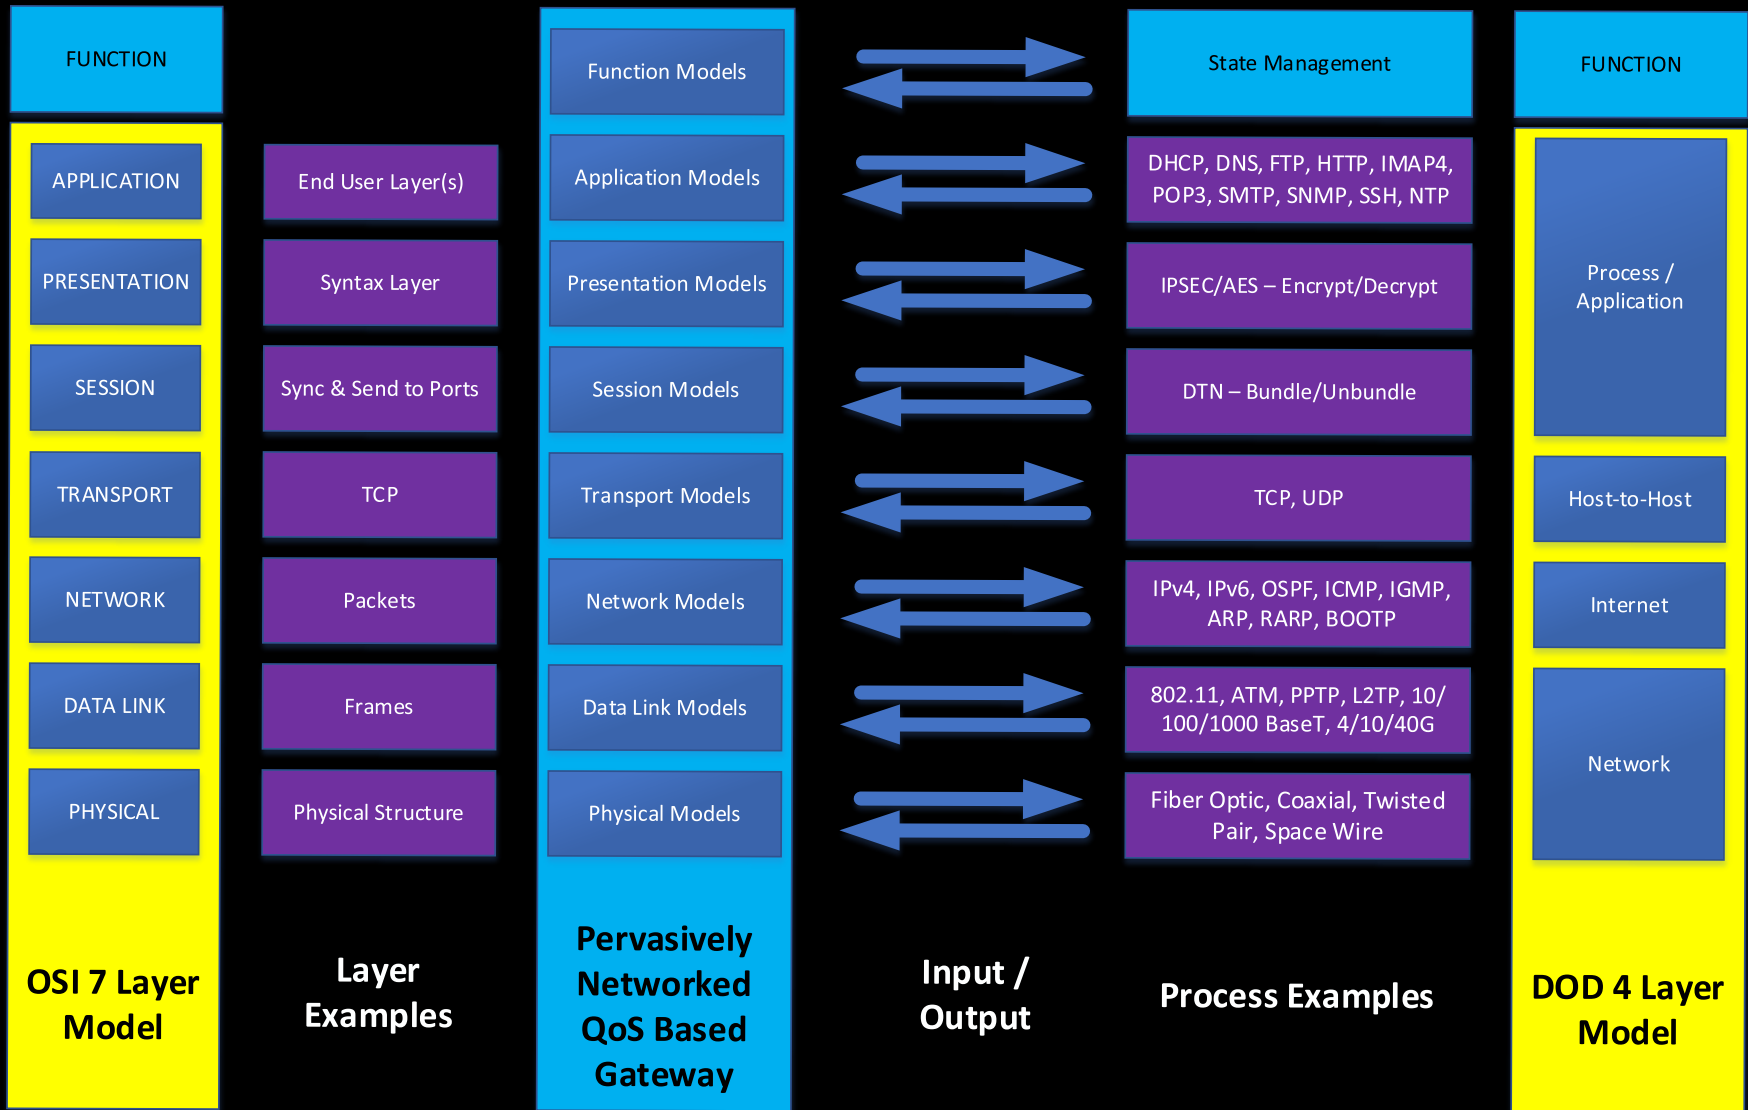 FUNCTION
Function Models
State Management
FUNCTION
APPLICATION
End User Layer(s)
Application Models
DHCP, DNS, FTP, HTTP, IMAP4,
POP3, SMTP, SNMP, SSH, NTP
Process /
Application
PRESENTATION
Syntax Layer
Presentation Models
IPSEC/AES – Encrypt/Decrypt
SESSION
Sync & Send to Ports
Session Models
DTN – Bundle/Unbundle
TRANSPORT
TCP
Transport Models
TCP, UDP
Host-to-Host
NETWORK
Packets
Network Models
IPv4, IPv6, OSPF, ICMP, IGMP,
ARP, RARP, BOOTP
Internet
DATA LINK
Frames
Data Link Models
802.11, ATM, PPTP, L2TP, 10/
100/1000 BaseT, 4/10/40G
Network
PHYSICAL
Physical Structure
Physical Models
Fiber Optic, Coaxial, Twisted
Pair, Space Wire
OSI 7 Layer
Model
Layer
Examples
Pervasively
Networked
QoS Based
Gateway
Input /
Output
Process Examples
DOD 4 Layer
Model